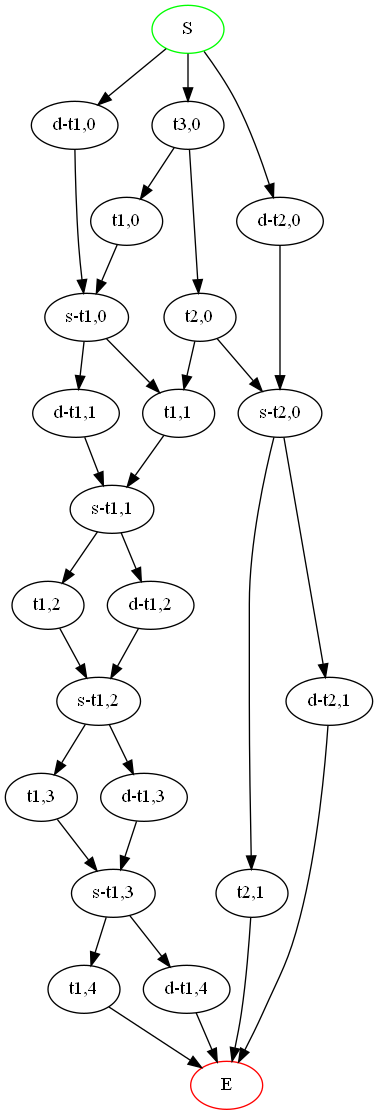 S
d-t1,0
t3,0
t1,0
d-t2,0
s-t1,0
t2,0
d-t1,1
t1,1
s-t2,0
s-t1,1
t1,2
d-t1,2
s-t1,2
d-t2,1
t1,3
d-t1,3
s-t1,3
t2,1
t1,4
d-t1,4
E